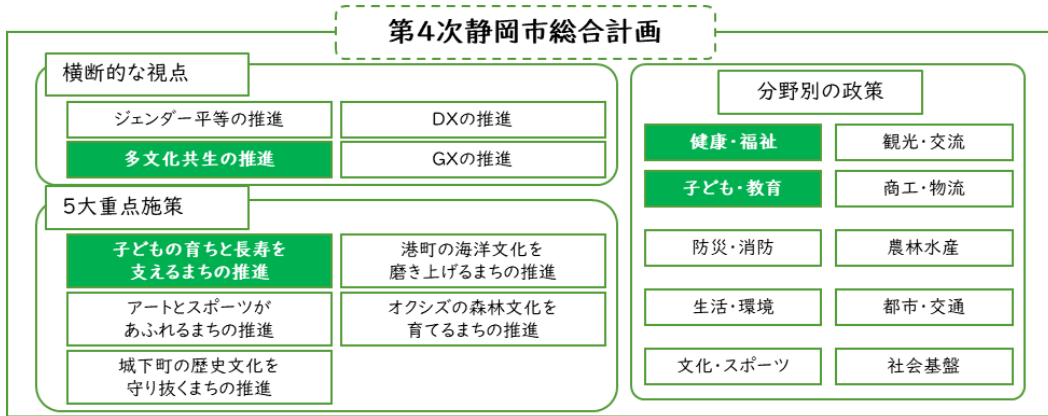 第4次静岡市総合計画
横断的な視点
ジェンダー平等の推進
DXの推進
多文化共生の推進
GXの推進
5大重点施策
子どもの育ちと長寿を
支えるまちの推進
港町の海洋文化を
磨き上げるまちの推進
アートとスポーツが
あふれるまちの推進
オクシズの森林文化を
育てるまちの推進
城下町の歴史文化を
守り抜くまちの推進
分野別の政策
健康・福祉
観光・交流
子ども・教育
商工・物流
防災・消防
農林水産
生活・環境
都市・交通
文化・スポーツ
社会基盤